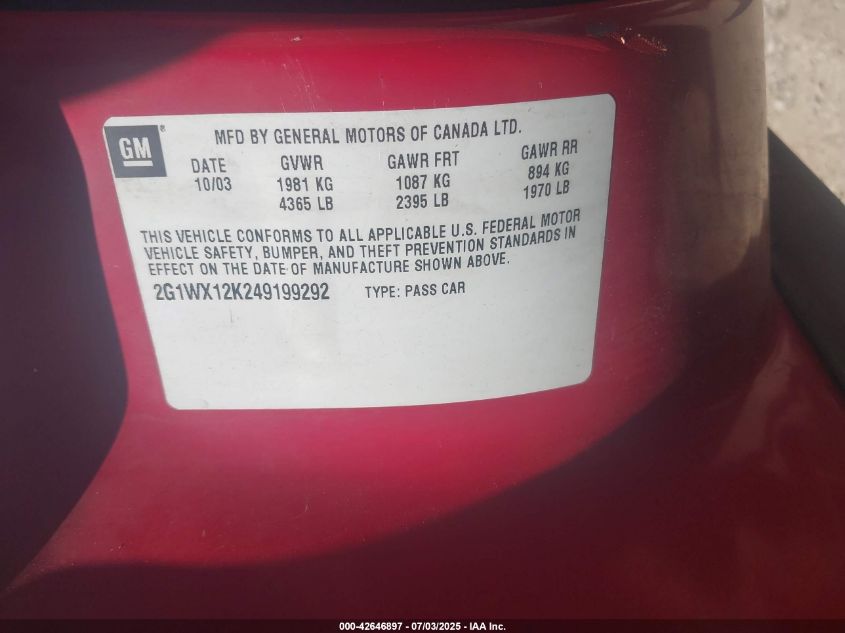 GM®
MFD BY GENERAL MOTORS OF CANADA LTD.
DATE GVWR GAWR FRT GAWR RR
10/03 1981 KG 1087 KG 894 KG
4365 LB 2395 LB 1970 LB
THIS VEHICLE CONFORMS TO ALL APPLICABLE U.S. FEDERAL MOTOR
VEHICLE SAFETY, BUMPER, AND THEFT PREVENTION STANDARDS IN
EFFECT ON THE DATE OF MANUFACTURE SHOWN ABOVE.
2G1WX12K249199292 TYPE: PASS CAR
000-42646897 - 07/03/2025 - IAA Inc.